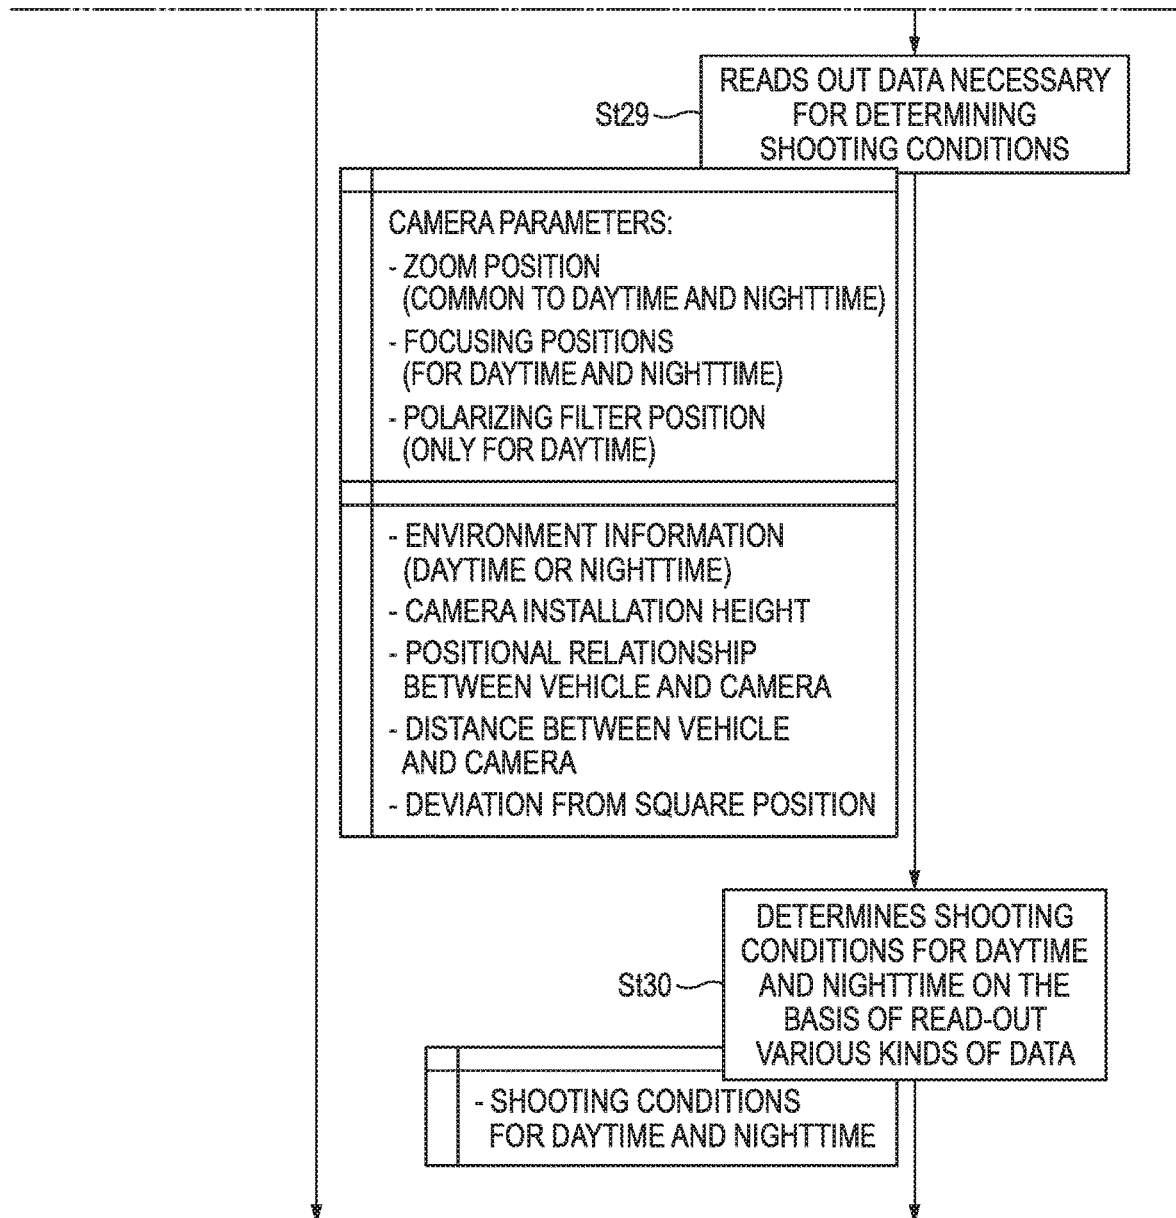 READS OUT DATA NECESSARY
FOR DETERMINING
SHOOTING CONDITIONS
St29
CAMERA PARAMETERS:
- ZOOM POSITION
(COMMON TO DAYTIME AND NIGHTTIME)
- FOCUSING POSITIONS
(FOR DAYTIME AND NIGHTTIME)
- POLARIZING FILTER POSITION
(ONLY FOR DAYTIME)
- ENVIRONMENT INFORMATION
(DAYTIME OR NIGHTTIME)
- CAMERA INSTALLATION HEIGHT
- POSITIONAL RELATIONSHIP
BETWEEN VEHICLE AND CAMERA
- DISTANCE BETWEEN VEHICLE
AND CAMERA
- DEVIATION FROM SQUARE POSITION
DETERMINES SHOOTING
CONDITIONS FOR DAYTIME
AND NIGHTTIME ON THE
BASIS OF READ-OUT
VARIOUS KINDS OF DATA
St30
- SHOOTING CONDITIONS
FOR DAYTIME AND NIGHTTIME